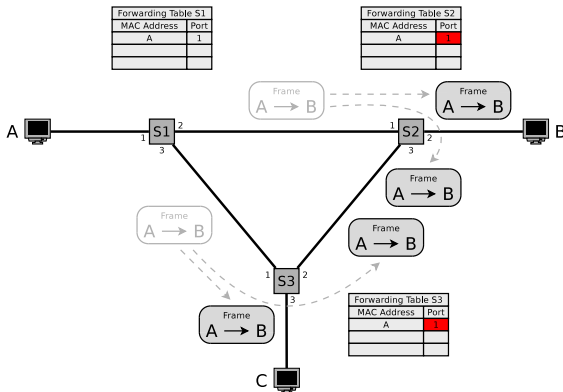 Forwarding Table S1
MAC Address Port
A 1
Forwarding Table S2
MAC Address Port
A 1
Frame
A B
Frame
A B
A
1 S1 2
3
1 S2 2
3
B
Frame
A B
Frame
A B
Frame
A B
1 S3 2
3
Frame
A B
Forwarding Table S3
MAC Address Port
A 1
C